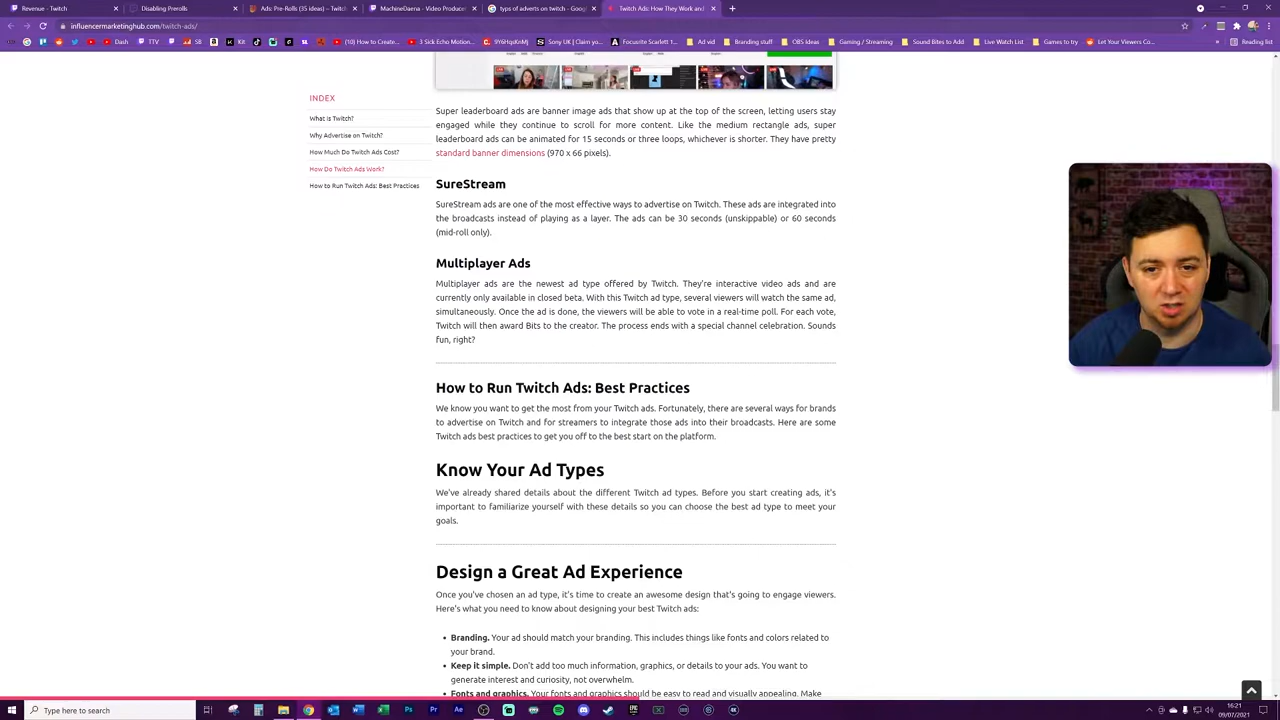 Revenue - Twitch
Disabling Prerolls
Ads: Pre-Rolls (35 ideas) – Twitch
MachineDaena - Video Producer
typs of adverts on twitch - Goog
Twitch Ads: How They Work and
influencermarketinghub.com/twitch-ads/
Dash
TTV
SB
Kit
(10) How to Create...
3 Sick Echo Motion...
Sony UK | Claim yo...
Focusrite Scarlett 1...
Ad vid
Branding stuff
OBS Ideas
Gaming / Streaming
Sound Bites to Add
Live Watch List
Games to try
Let Your Viewers Co...
Reading list
INDEX
What Is Twitch?
Why Advertise on Twitch?
How Much Do Twitch Ads Cost?
How Do Twitch Ads Work?
How to Run Twitch Ads: Best Practices
Super leaderboard ads are banner image ads that show up at the top of the screen, letting users stay
engaged while they continue to scroll for more content. Like the medium rectangle ads, super
leaderboard ads can be animated for 15 seconds or three loops, whichever is shorter. They have pretty
standard banner dimensions (970 x 66 pixels).
SureStream
SureStream ads are one of the most effective ways to advertise on Twitch. These ads are integrated into
the broadcasts instead of playing as a layer. The ads can be 30 seconds (unskippable) or 60 seconds
(mid-roll only).
Multiplayer Ads
Multiplayer ads are the newest ad type offered by Twitch. They're interactive video ads and are
currently only available in closed beta. With this Twitch ad type, several viewers will watch the same ad,
simultaneously. Once the ad is done, the viewers will be able to vote in a real-time poll. For each vote,
Twitch will then award Bits to the creator. The process ends with a special channel celebration. Sounds
fun, right?
How to Run Twitch Ads: Best Practices
We know you want to get the most from your Twitch ads. Fortunately, there are several ways for brands
to advertise on Twitch and for streamers to integrate those ads into their broadcasts. Here are some
Twitch ads best practices to get you off to the best start on the platform.
Know Your Ad Types
We've already shared details about the different Twitch ad types. Before you start creating ads, it's
important to familiarize yourself with these details so you can choose the best ad type to meet your
goals.
Design a Great Ad Experience
Once you've chosen an ad type, it's time to create an awesome design that's going to engage viewers.
Here's what you need to know about designing your best Twitch ads:
• Branding. Your ad should match your branding. This includes things like fonts and colors related to
your brand.
• Keep it simple. Don't add too much information, graphics, or details to your ads. You want to
generate interest and curiosity, not overwhelm.
• Fonts and graphics. Your fonts and graphics should be easy to read and visually appealing. Make
Type here to search
16:21
09/07/2021